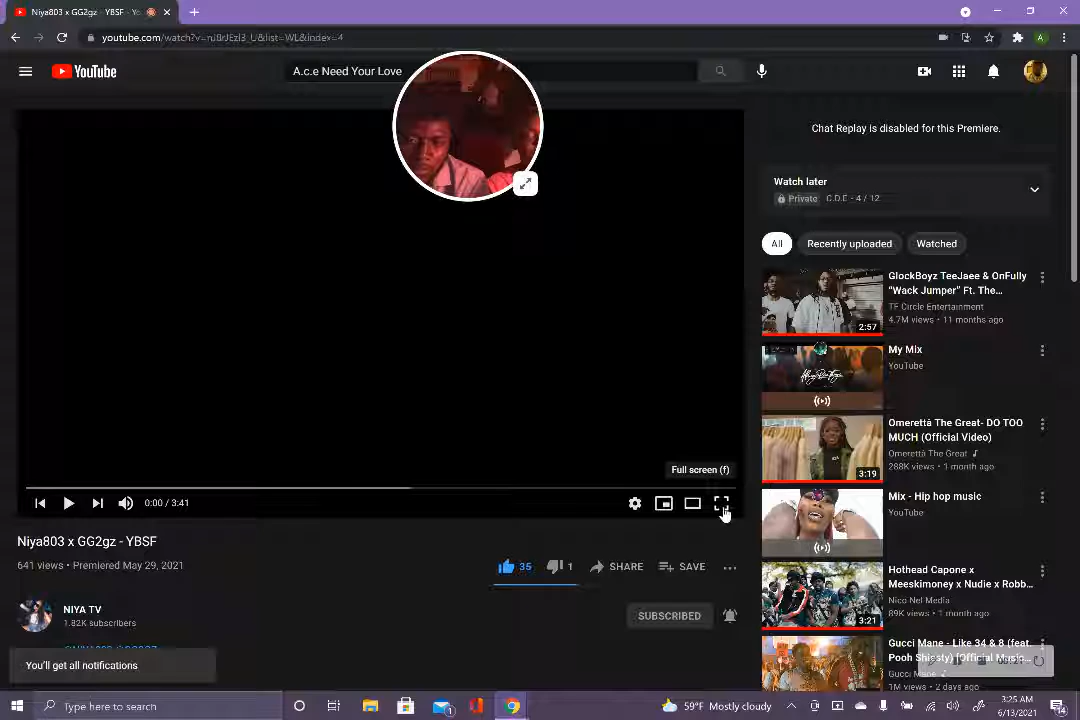 Niya803 x GG2gz - YBSF - Yo
youtube.com/watch?v=nJ8rJEzi3_U&list=WL&index=4
A
YouTube
A.c.e Need Your Love
Chat Replay is disabled for this Premiere.
Watch later
Private C.D.E - 4 / 12
All Recently uploaded Watched
GlockBoyz TeeJaee & OnFully
“Wack Jumper” Ft. The...
TF Circle Entertainment
4.7M views • 11 months ago
2:57
My Mix
YouTube
Omerettà The Great- DO TOO
MUCH (Official Video)
Omerettà The Great
288K views • 1 month ago
3:19
Mix - Hip hop music
YouTube
Hothead Capone x
Meeskimoney x Nudie x Robb...
Nico Nel Media
89K views • 1 month ago
3:21
Gucci Mane - Like 34 & 8 (feat.
Pooh Shiesty) [Official Music...
Gucci Mane
1M views • 2 days ago
Full screen (f)
0:00 / 3:41
Niya803 x GG2gz - YBSF
641 views • Premiered May 29, 2021
35 1 SHARE SAVE
NIYA TV
1.82K subscribers
SUBSCRIBED
You'll get all notifications
Type here to search
1
59°F Mostly cloudy
3:25 AM
6/13/2021
14